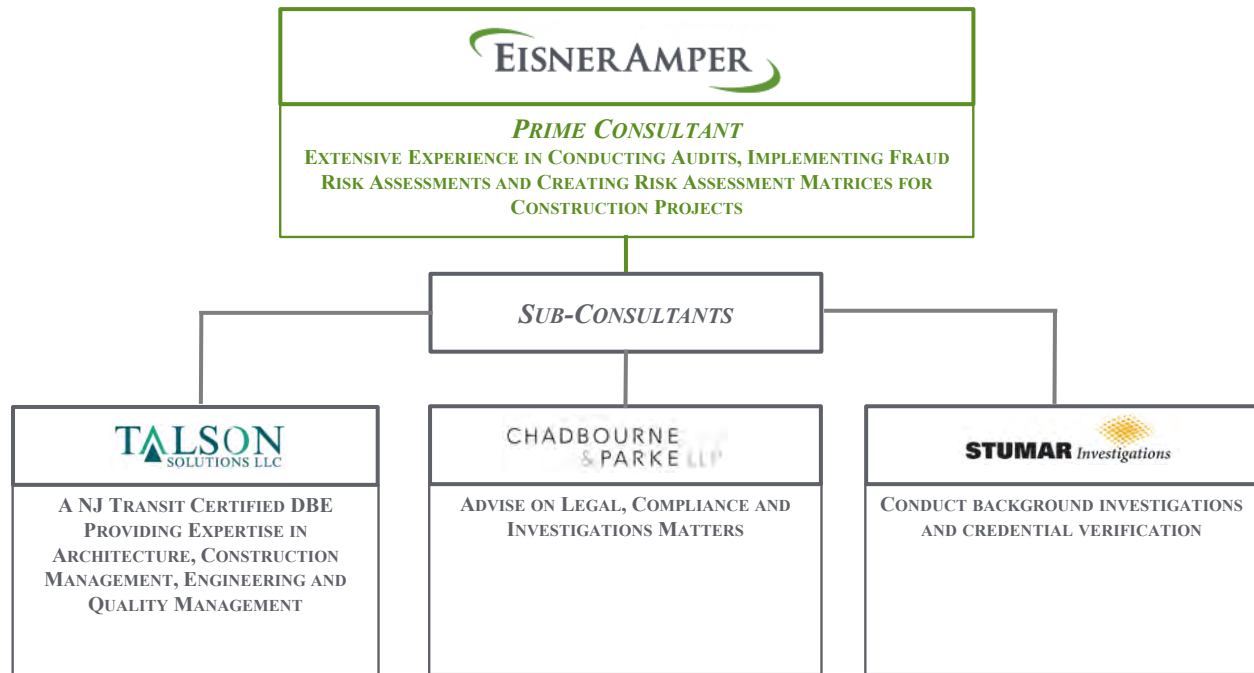 EISNERAMPER
PRIME CONSULTANT
EXTENSIVE EXPERIENCE IN CONDUCTING AUDITS, IMPLEMENTING FRAUD
RISK ASSESSMENTS AND CREATING RISK ASSESSMENT MATRICES FOR
CONSTRUCTION PROJECTS
SUB-CONSULTANTS
TALSON
SOLUTIONS LLC
A NJ TRANSIT CERTIFIED DBE
PROVIDING EXPERTISE IN
ARCHITECTURE, CONSTRUCTION
MANAGEMENT, ENGINEERING AND
QUALITY MANAGEMENT
CHADBOURNE
& PARKE LLP
ADVISE ON LEGAL, COMPLIANCE AND
INVESTIGATIONS MATTERS
STUMAR Investigations
CONDUCT BACKGROUND INVESTIGATIONS
AND CREDENTIAL VERIFICATION